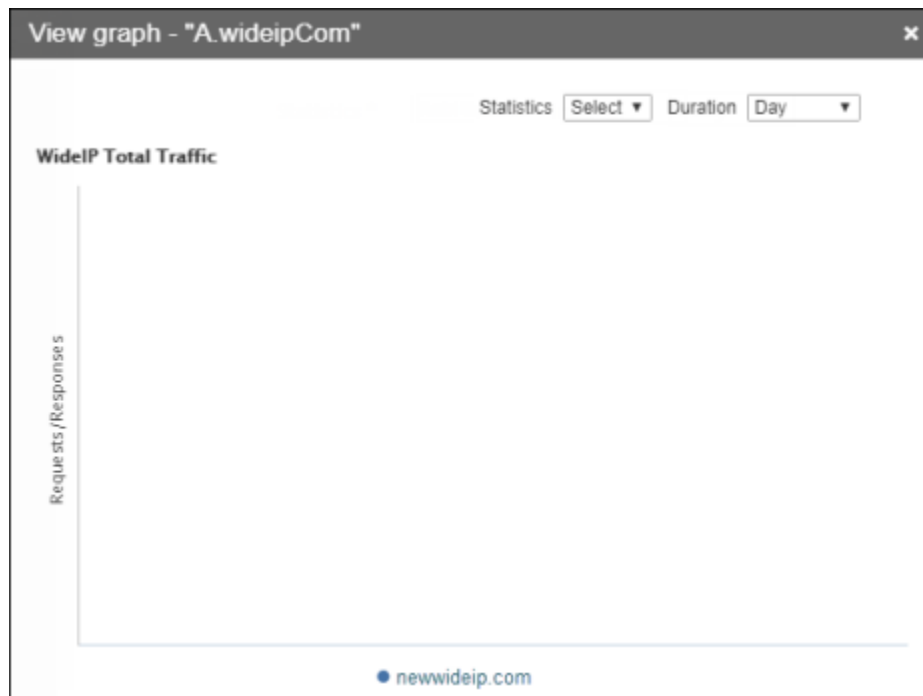 View graph - "A.wideipCom" ×
Statistics Select ▼ Duration Day ▼
WideIP Total Traffic
Requests/Responses
newwideip.com